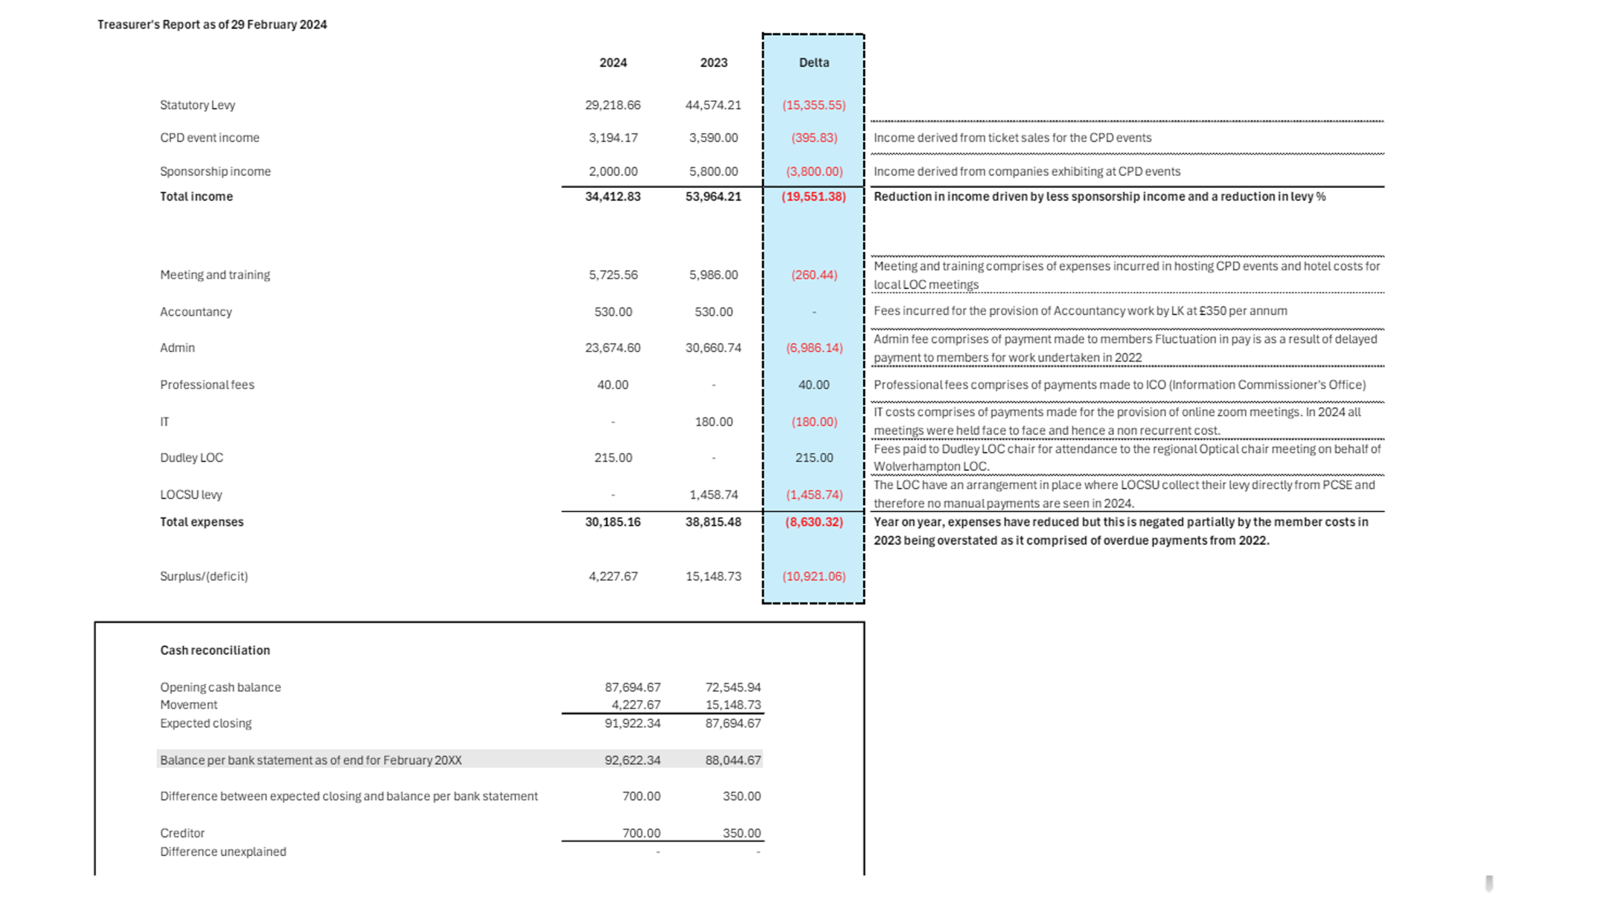 Treasurer's Report as of 29 February 2024
2024 2023 Delta
Statutory Levy 29,218.66 44,574.21 (15,355.55)
CPD event income 3,194.17 3,590.00 (395.83) Income derived from ticket sales for the CPD events
Sponsorship income 2,000.00 5,800.00 (3,800.00) Income derived from companies exhibiting at CPD events
Total income 34,412.83 53,964.21 (19,551.38) Reduction in income driven by less sponsorship income and a reduction in levy %
Meeting and training 5,725.56 5,986.00 (260.44) Meeting and training comprises of expenses incurred in hosting CPD events and hotel costs for
local LOC meetings
Accountancy 530.00 530.00 - Fees incurred for the provision of Accountancy work by LK at £350 per annum
Admin 23,674.60 30,660.74 (6,986.14) Admin fee comprises of payment made to members Fluctuation in pay is as a result of delayed
payment to members for work undertaken in 2022
Professional fees 40.00 - 40.00 Professional fees comprises of payments made to ICO (Information Commissioner's Office)
IT - 180.00 (180.00) IT costs comprises of payments made for the provision of online zoom meetings. In 2024 all
meetings were held face to face and hence a non recurrent cost.
Dudley LOC 215.00 - 215.00 Fees paid to Dudley LOC chair for attendance to the regional Optical chair meeting on behalf of
Wolverhampton LOC.
LOCSU levy - 1,458.74 (1,458.74) The LOC have an arrangement in place where LOCSU collect their levy directly from PCSE and
therefore no manual payments are seen in 2024.
Total expenses 30,185.16 38,815.48 (8,630.32) Year on year, expenses have reduced but this is negated partially by the member costs in
2023 being overstated as it comprised of overdue payments from 2022.
Surplus/(deficit) 4,227.67 15,148.73 (10,921.06)
Cash reconciliation
Opening cash balance 87,694.67 72,545.94
Movement 4,227.67 15,148.73
Expected closing 91,922.34 87,694.67
Balance per bank statement as of end for February 20XX 92,622.34 88,044.67
Difference between expected closing and balance per bank statement 700.00 350.00
Creditor 700.00 350.00
Difference unexplained - -